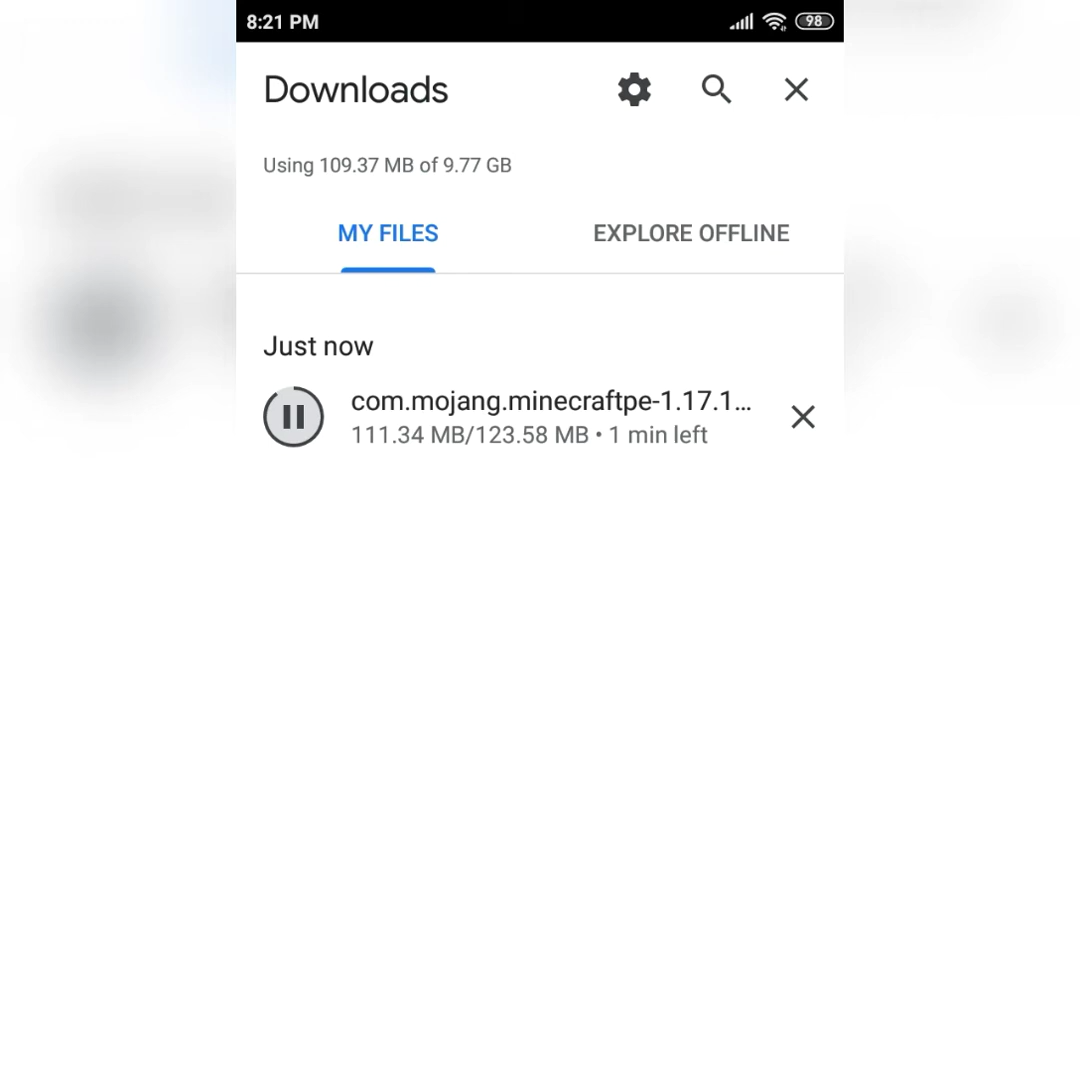 8:21 PM 98
Downloads
Using 109.37 MB of 9.77 GB
MY FILES EXPLORE OFFLINE
Just now
com.mojang.minecraftpe-1.17.1...
111.34 MB/123.58 MB • 1 min left